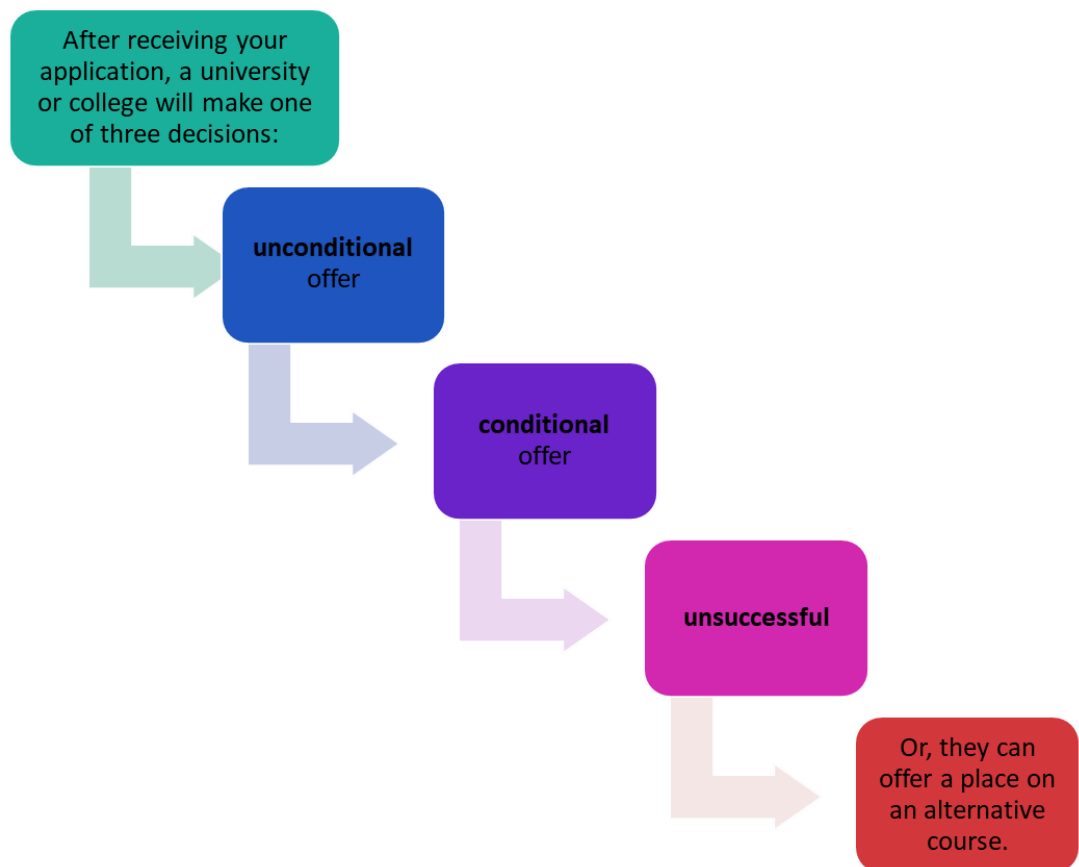 After receiving your
application, a university
or college will make one
of three decisions:
unconditional
offer
conditional
offer
unsuccessful
Or, they can
offer a place on
an alternative
course.